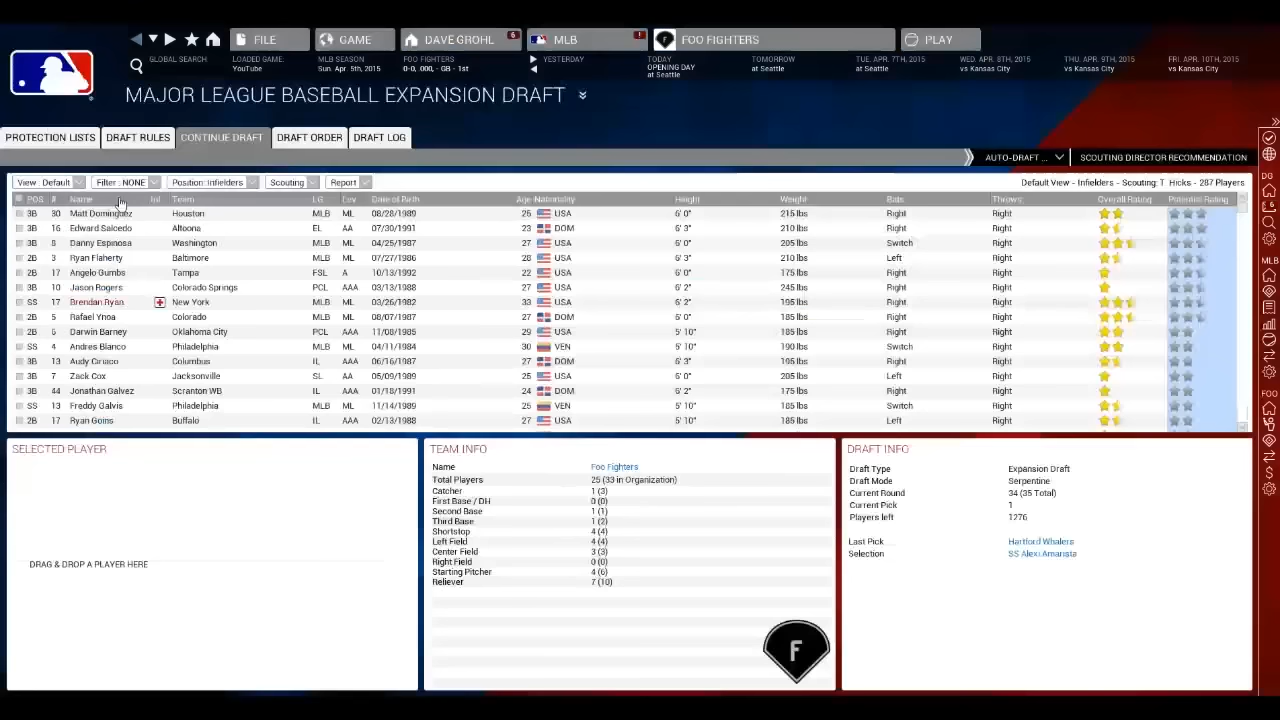 FILE GAME DAVE GROHL 6 MLB ! FOO FIGHTERS PLAY
GLOBAL SEARCH LOADED GAME: MLB SEASON FOO FIGHTERS YESTERDAY TODAY TOMORROW TUE. APR. 7TH, 2015 WED. APR. 8TH, 2015 THU. APR. 9TH, 2015 FRI. APR. 10TH, 2015
YouTube Sun. Apr. 5th, 2015 0-0, .000, - GB - 1st OPENING DAY at Seattle at Seattle vs Kansas City vs Kansas City vs Kansas City
at Seattle
MAJOR LEAGUE BASEBALL EXPANSION DRAFT
PROTECTION LISTS DRAFT RULES CONTINUE DRAFT DRAFT ORDER DRAFT LOG
AUTO-DRAFT ... SCOUTING DIRECTOR RECOMMENDATION
View : Default Filter : NONE Position: Infielders Scouting Report Default View - Infielders - Scouting: T Hicks - 287 Players
POS # Name Inf Team LG Lev Date of Birth Age Nationality Height Weight Bats: Throws: Overall Rating Potential Rating
3B 30 Matt Dominguez Houston MLB ML 08/28/1989 25 USA 6' 0" 215 lbs Right Right
3B 16 Edward Salcedo Altoona EL AA 07/30/1991 23 DOM 6' 3" 210 lbs Right Right
3B 8 Danny Espinosa Washington MLB ML 04/25/1987 27 USA 6' 0" 205 lbs Switch Right
2B 3 Ryan Flaherty Baltimore MLB ML 07/27/1986 28 USA 6' 3" 210 lbs Left Right
2B 17 Angelo Gumbs Tampa FSL A 10/13/1992 22 USA 6' 0" 175 lbs Right Right
3B 10 Jason Rogers Colorado Springs PCL AAA 03/13/1988 27 USA 6' 2" 245 lbs Right Right
SS 17 Brendan Ryan New York MLB ML 03/26/1982 33 USA 6' 2" 195 lbs Right Right
2B 5 Rafael Ynoa Colorado MLB ML 08/07/1987 27 DOM 6' 0" 185 lbs Switch Right
2B 6 Darwin Barney Oklahoma City PCL AAA 11/08/1985 29 USA 5' 10" 185 lbs Right Right
SS 4 Andres Blanco Philadelphia MLB ML 04/11/1984 30 VEN 5' 10" 190 lbs Switch Right
3B 13 Audy Ciriaco Columbus IL AAA 06/16/1987 27 DOM 6' 3" 195 lbs Right Right
3B 7 Zack Cox Jacksonville SL AA 05/09/1989 25 USA 6' 0" 205 lbs Left Right
3B 44 Jonathan Galvez Scranton WB IL AAA 01/18/1991 24 DOM 6' 2" 175 lbs Right Right
SS 13 Freddy Galvis Philadelphia MLB ML 11/14/1989 25 VEN 5' 10" 185 lbs Switch Right
2B 17 Ryan Goins Buffalo IL AAA 02/13/1988 27 USA 5' 10" 185 lbs Left Right
SELECTED PLAYER
DRAG & DROP A PLAYER HERE
TEAM INFO
Name Foo Fighters
Total Players 25 (33 in Organization)
Catcher 1 (3)
First Base / DH 0 (0)
Second Base 1 (1)
Third Base 1 (2)
Shortstop 4 (4)
Left Field 4 (4)
Center Field 3 (3)
Right Field 0 (0)
Starting Pitcher 4 (6)
Reliever 7 (10)
F
DRAFT INFO
Draft Type Expansion Draft
Draft Mode Serpentine
Current Round 34 (35 Total)
Current Pick 1
Players left 1276
Last Pick Hartford Whalers
Selection SS Alexi Amarista
DG
MLB
FOO